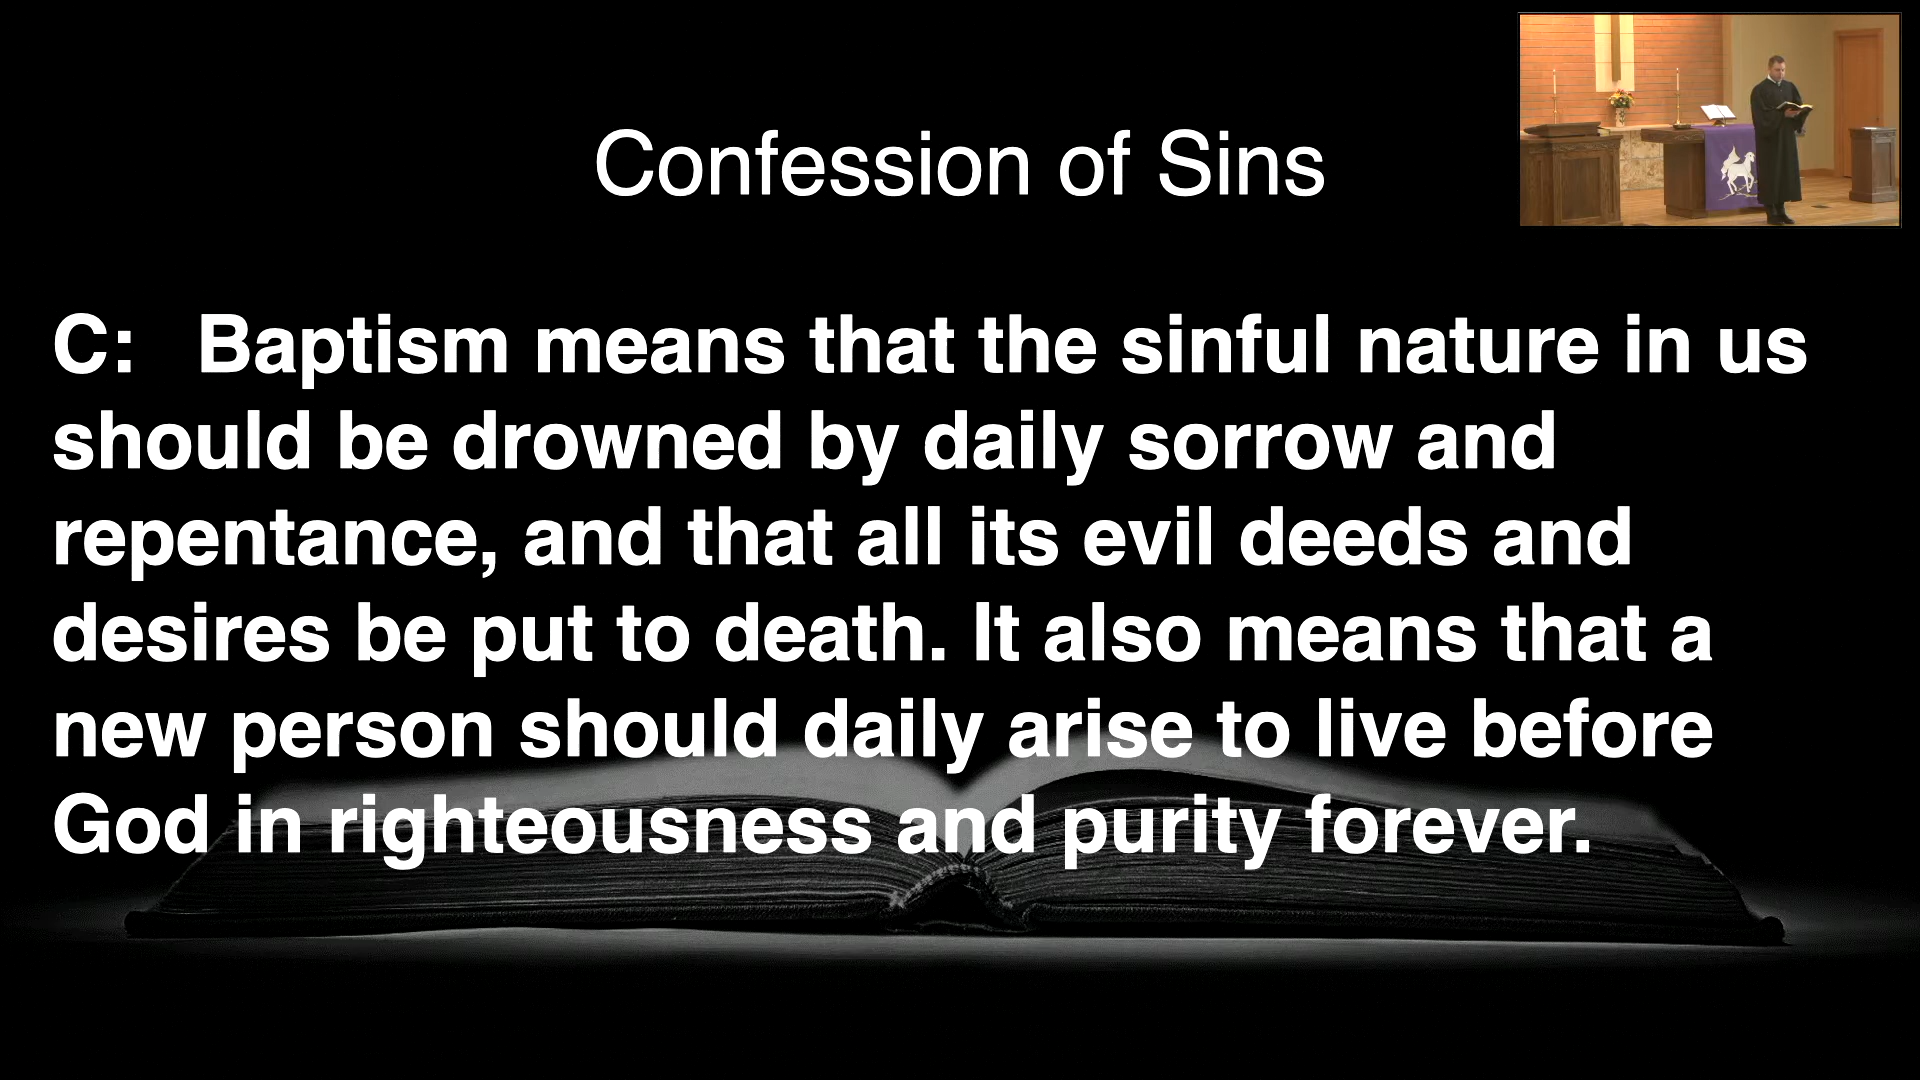 Confession of Sins
C: Baptism means that the sinful nature in us
should be drowned by daily sorrow and
repentance, and that all its evil deeds and
desires be put to death. It also means that a
new person should daily arise to live before
God in righteousness and purity forever.